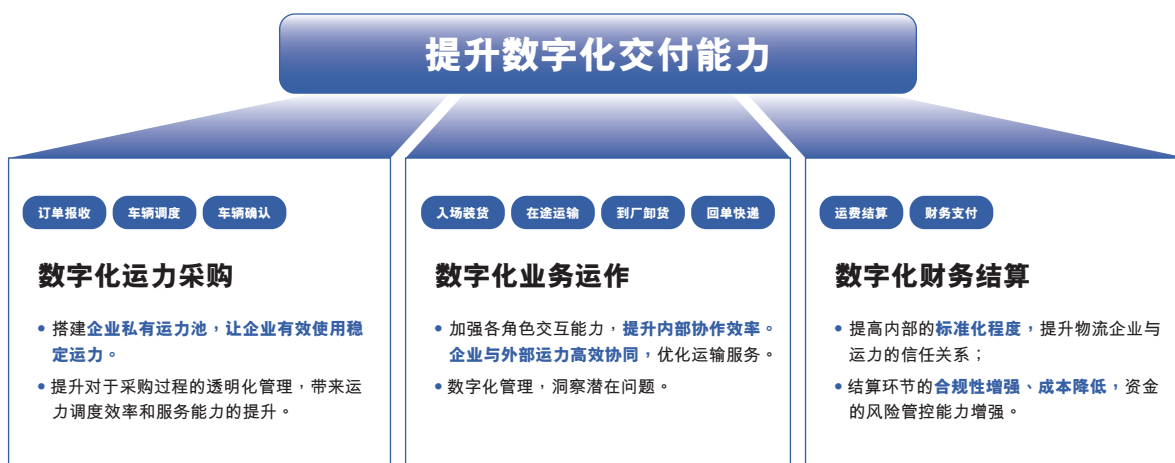 提升数字化交付能力
订单报收 车辆调度 车辆确认
数字化运力采购
• 搭建企业私有运力池，让企业有效使用稳
定运力。
• 提升对于采购过程的透明化管理，带来运
力调度效率和服务能力的提升。
入场装货 在途运输 到厂卸货 回单快递
数字化业务运作
• 加强各角色交互能力，提升内部协作效率。
企业与外部运力高效协同，优化运输服务。
• 数字化管理，洞察潜在问题。
运费结算 财务支付
数字化财务结算
• 提高内部的标准化程度，提升物流企业与
运力的信任关系；
• 结算环节的合规性增强、成本降低，资金
的风险管控能力增强。